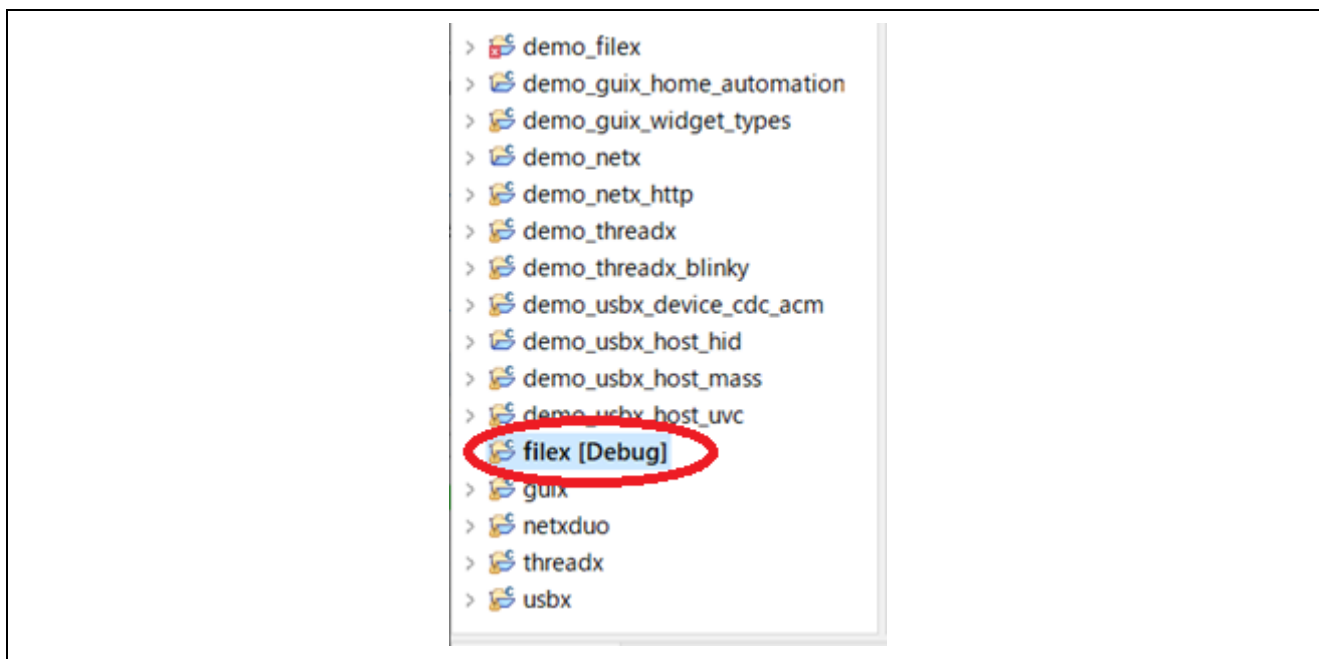 demo_filex
demo_guix_home_automation
demo_guix_widget_types
demo_netx
demo_netx_http
demo_threadx
demo_threadx_blinky
demo_usbx_device_cdc_acm
demo_usbx_host_hid
demo_usbx_host_mass
demo_usbx_host_uvc
filex [Debug]
guix
netxduo
threadx
usbx